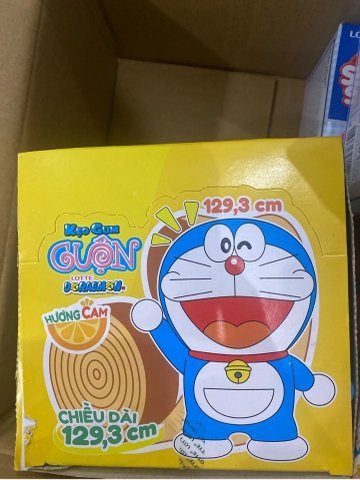 129,3 cm
Kẹo Gum
CUỘN
LOTTE
DORAEMON
HƯƠNG CAM
CHIỀU DÀI
129,3 cm